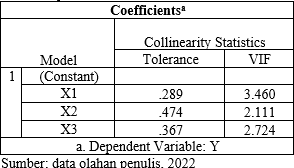 Coefficientsa
Collinearity Statistics
Model Tolerance VIF
1 (Constant)
X1 .289 3.460
X2 .474 2.111
X3 .367 2.724
a. Dependent Variable: Y
Sumber: data olahan penulis, 2022